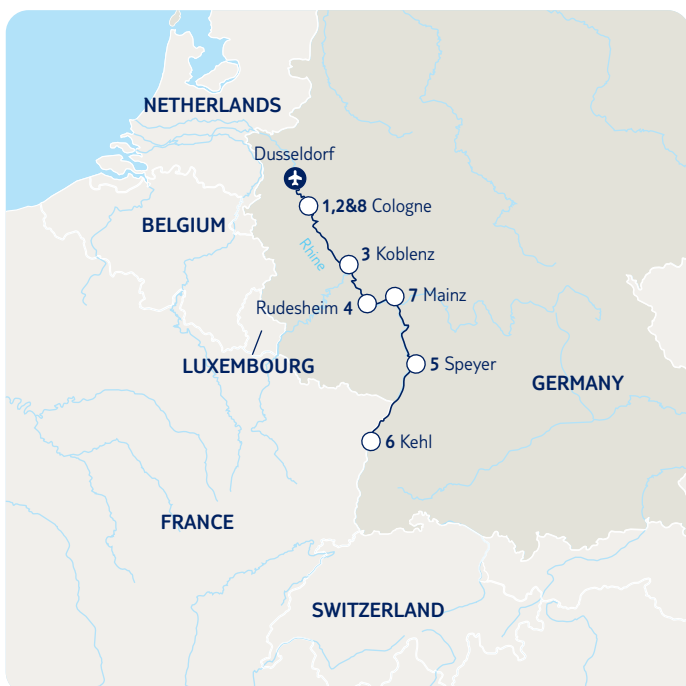 NETHERLANDS
Dusseldorf
1,2&8 Cologne
BELGIUM
Rhine
3 Koblenz
7 Mainz
Rudesheim 4
LUXEMBOURG
5 Speyer
GERMANY
6 Kehl
FRANCE
SWITZERLAND